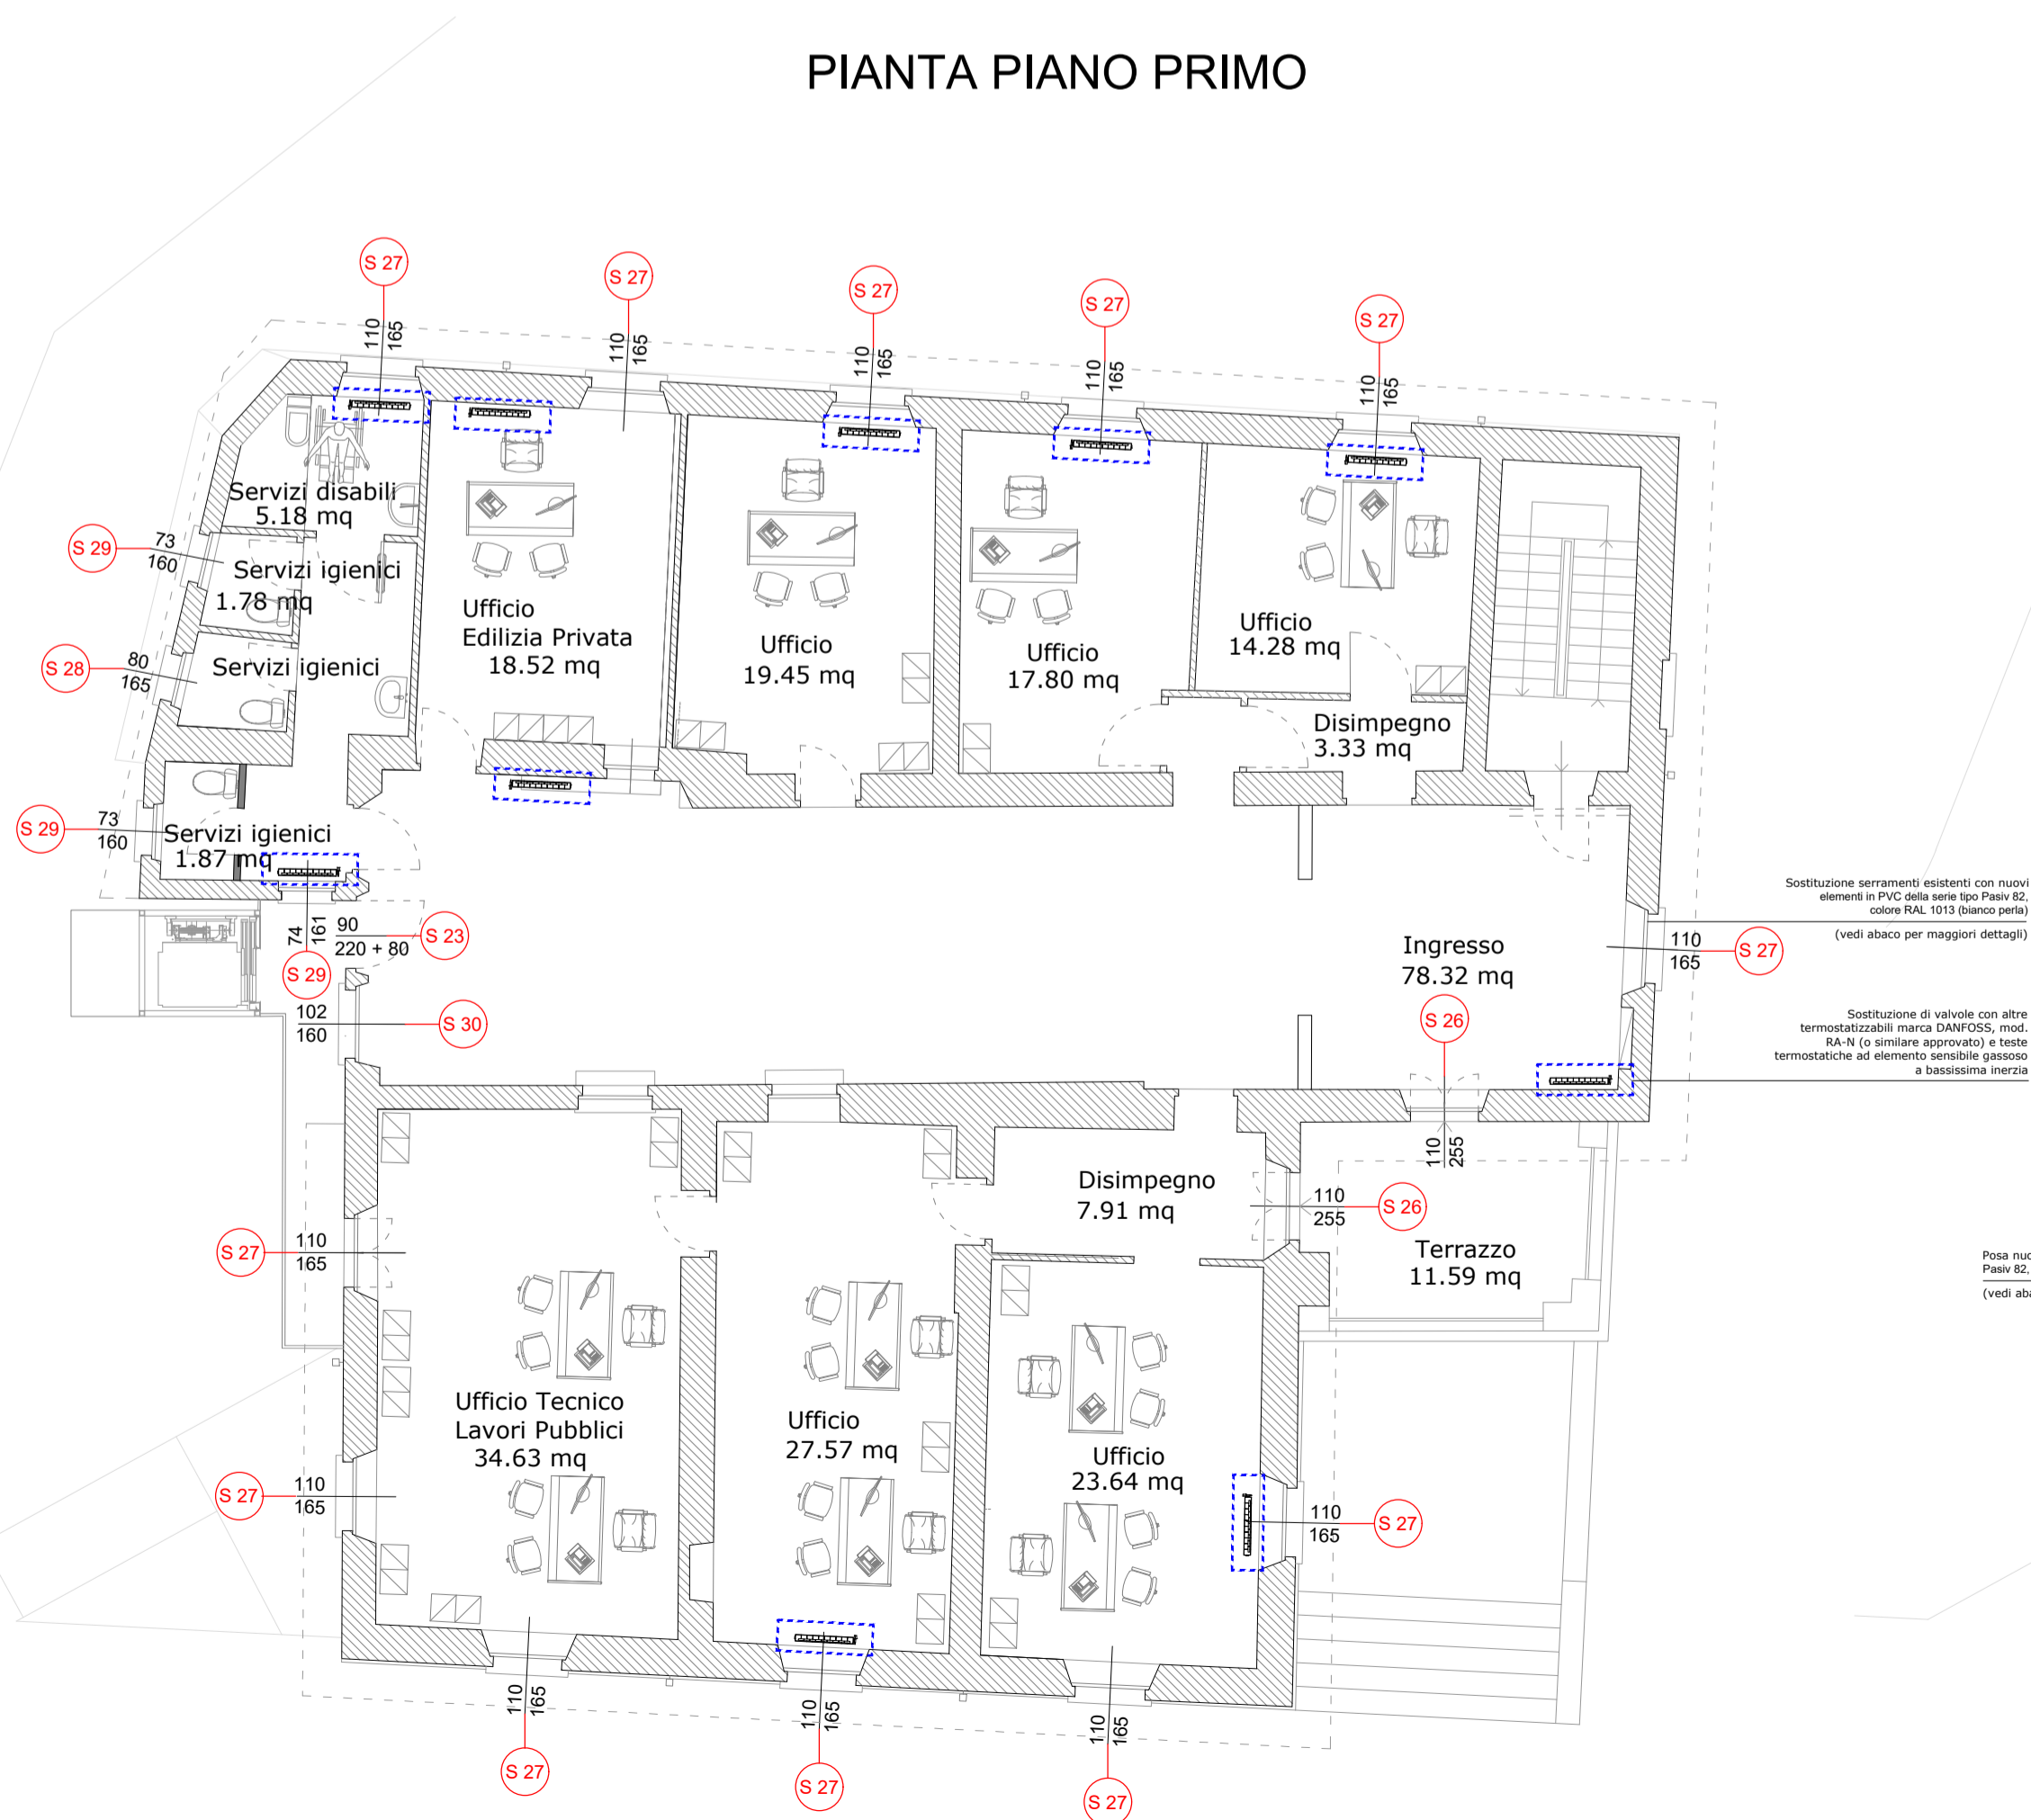 PIANTA PIANO PRIMO
S 27
110
165
S 27
110
165
S 27
110
165
S 27
110
165
S 27
110
165
Servizi disabili
5.18 mq
S 29
73
160
Servizi igienici
1.78 mq
S 28
80
165
Servizi igienici
Ufficio
Edilizia Privata
18.52 mq
Ufficio
19.45 mq
Ufficio
17.80 mq
Ufficio
14.28 mq
Disimpegno
3.33 mq
S 29
73
160
Servizi igienici
1.87 mq
74
161
S 29
90
220 + 80
S 23
102
160
S 30
Ingresso
78.32 mq
110
165
S 27
Sostituzione serramenti esistenti con nuovi
elementi in PVC della serie tipo Pasiv 82,
colore RAL 1013 (bianco perla)
(vedi abaco per maggiori dettagli)
S 26
110
255
Sostituzione di valvole con altre
termostatizzabili marca DANFOSS, mod.
RA-N (o similare approvato) e teste
termostatiche ad elemento sensibile gassoso
a bassissima inerzia
Disimpegno
7.91 mq
110
255
S 26
Terrazzo
11.59 mq
Posa nuo
Pasiv 82,
(vedi aba
S 27
110
165
Ufficio Tecnico
Lavori Pubblici
34.63 mq
Ufficio
27.57 mq
Ufficio
23.64 mq
S 27
110
165
110
165
S 27
110
165
S 27
110
165
S 27
110
165
S 27